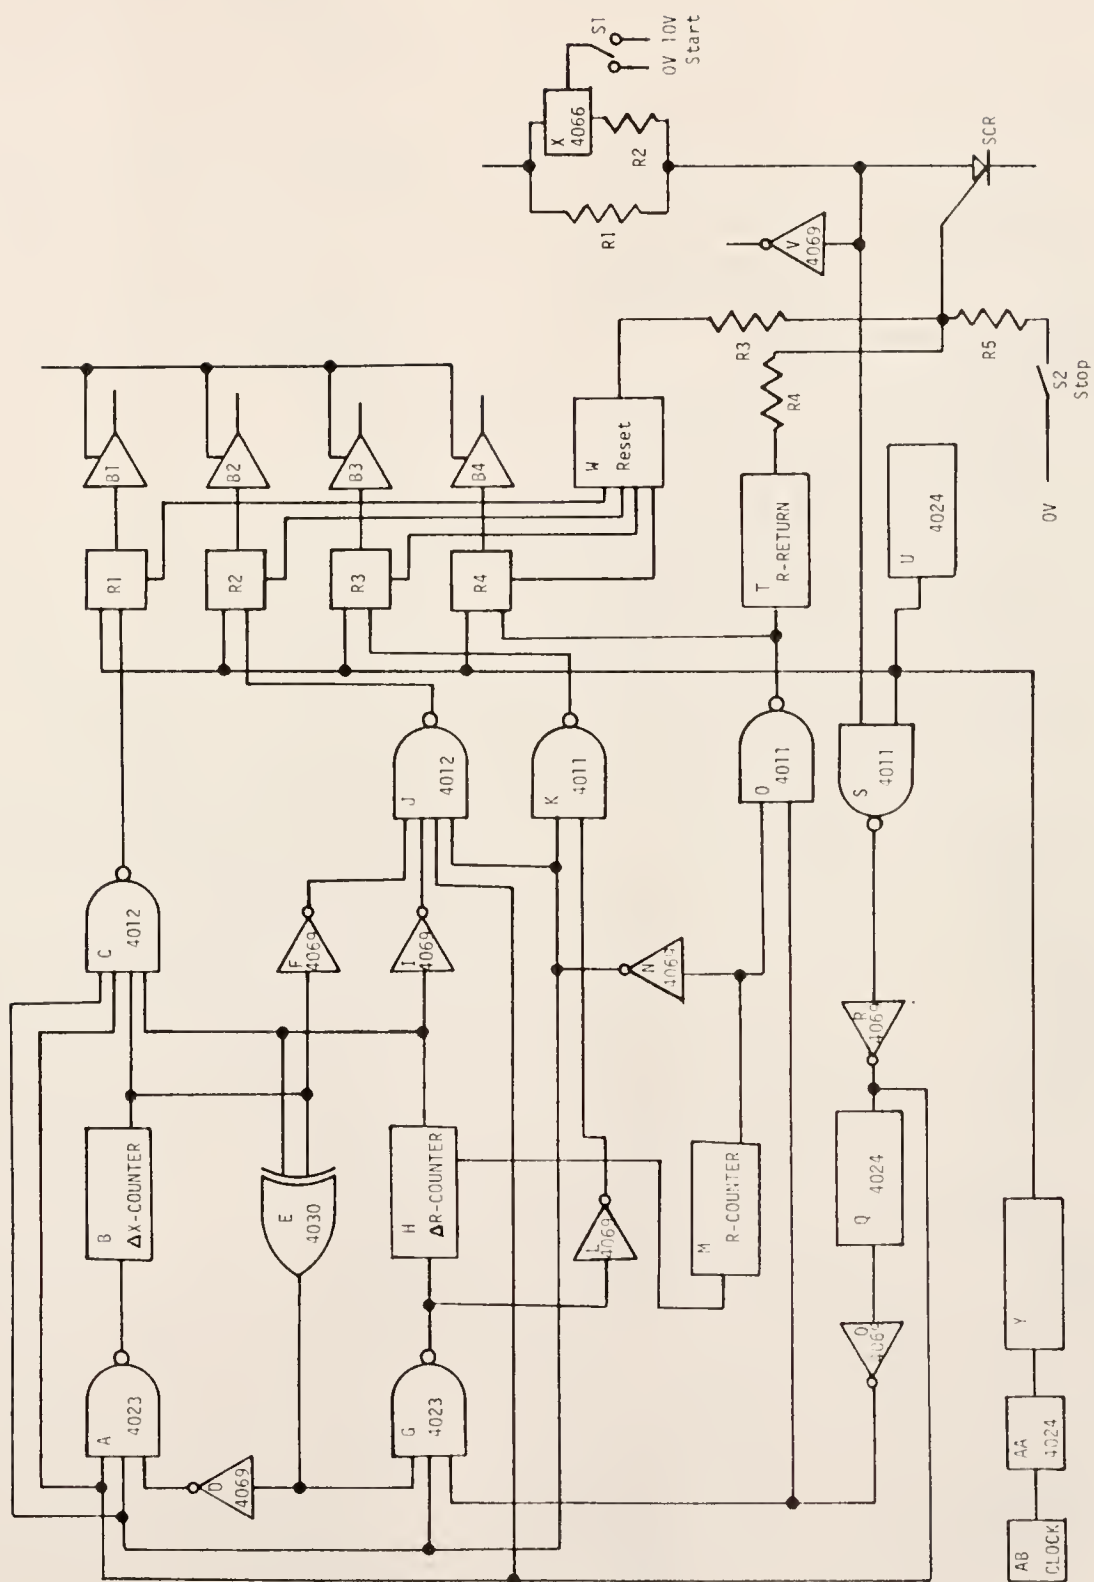 S1
0V 10V
Start
X
4066
R2
R1
SCR
V
4069
R3
R4
R5
S2
Stop
0V
B1
B2
B3
B4
W
Reset
R1
R2
R3
R4
T
R-RETURN
U
4024
C
4012
J
4012
K
4011
O
4011
S
4011
F
4069
I
4069
N
4069
R
4069
B
ΔX-COUNTER
E
4030
H
ΔR-COUNTER
L
4069
M
R-COUNTER
Q
4024
Y
A
4023
G
4023
D
4069
AA
4024
AB
CLOCK